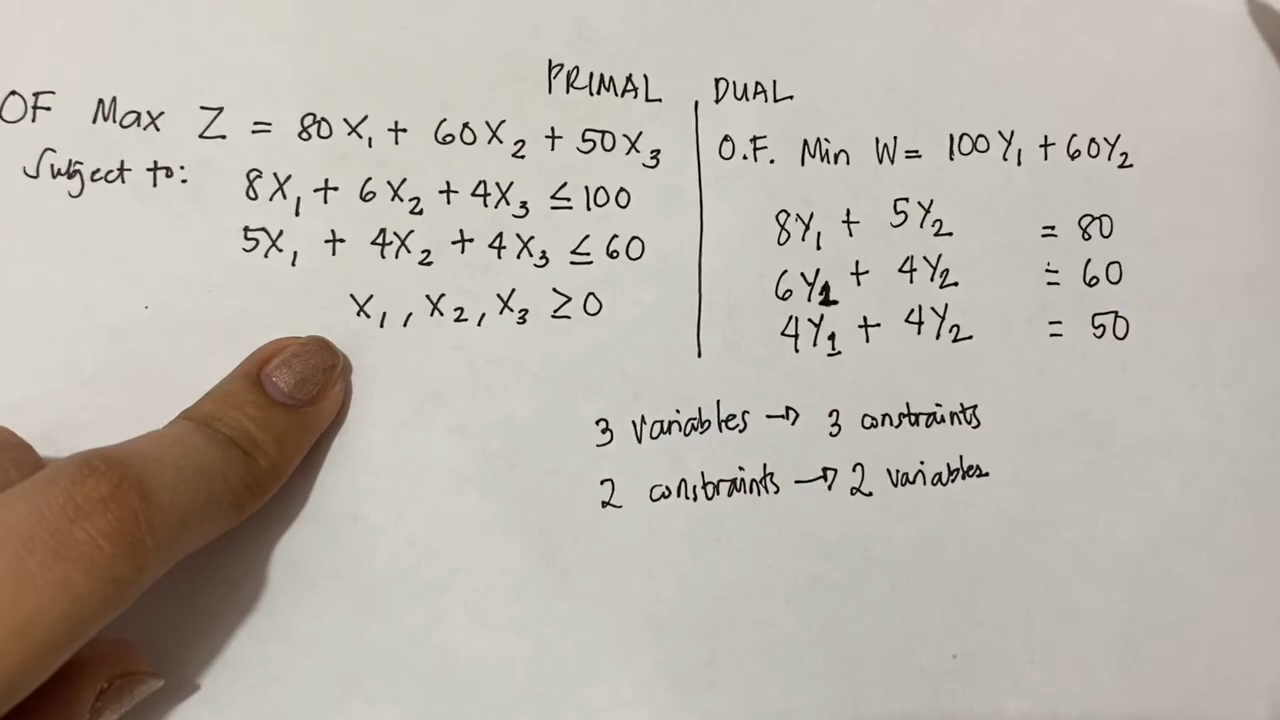 PRIMAL
OF Max Z = 80X₁ + 60X₂ + 50X₃
Subject to:
8X₁ + 6X₂ + 4X₃ ≤ 100
5X₁ + 4X₂ + 4X₃ ≤ 60
X₁, X₂, X₃ ≥ 0
DUAL
O.F. Min W = 100Y₁ + 60Y₂
8Y₁ + 5Y₂ = 80
6Y₁ + 4Y₂ = 60
4Y₁ + 4Y₂ = 50
3 variables → 3 constraints
2 constraints → 2 variables